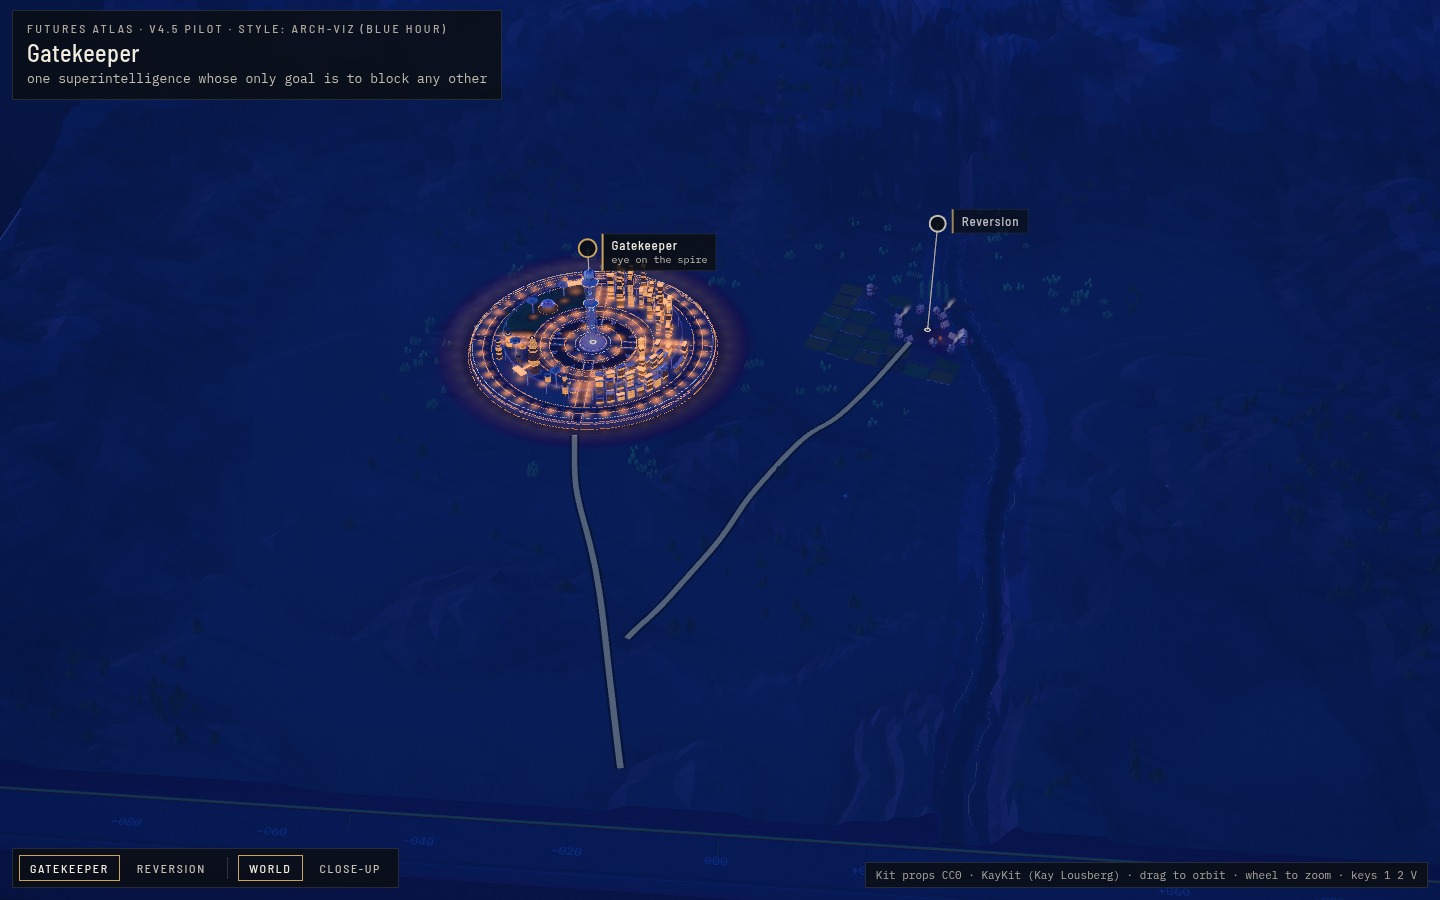 FUTURES ATLAS · V4.5 PILOT · STYLE: ARCH-VIZ (BLUE HOUR)
Gatekeeper
one superintelligence whose only goal is to block any other
Reversion
Gatekeeper
eye on the spire
-080
-060
-040
-020
000
+060
GATEKEEPER
REVERSION
WORLD
CLOSE-UP
Kit props CC0 · KayKit (Kay Lousberg) · drag to orbit · wheel to zoom · keys 1 2 V